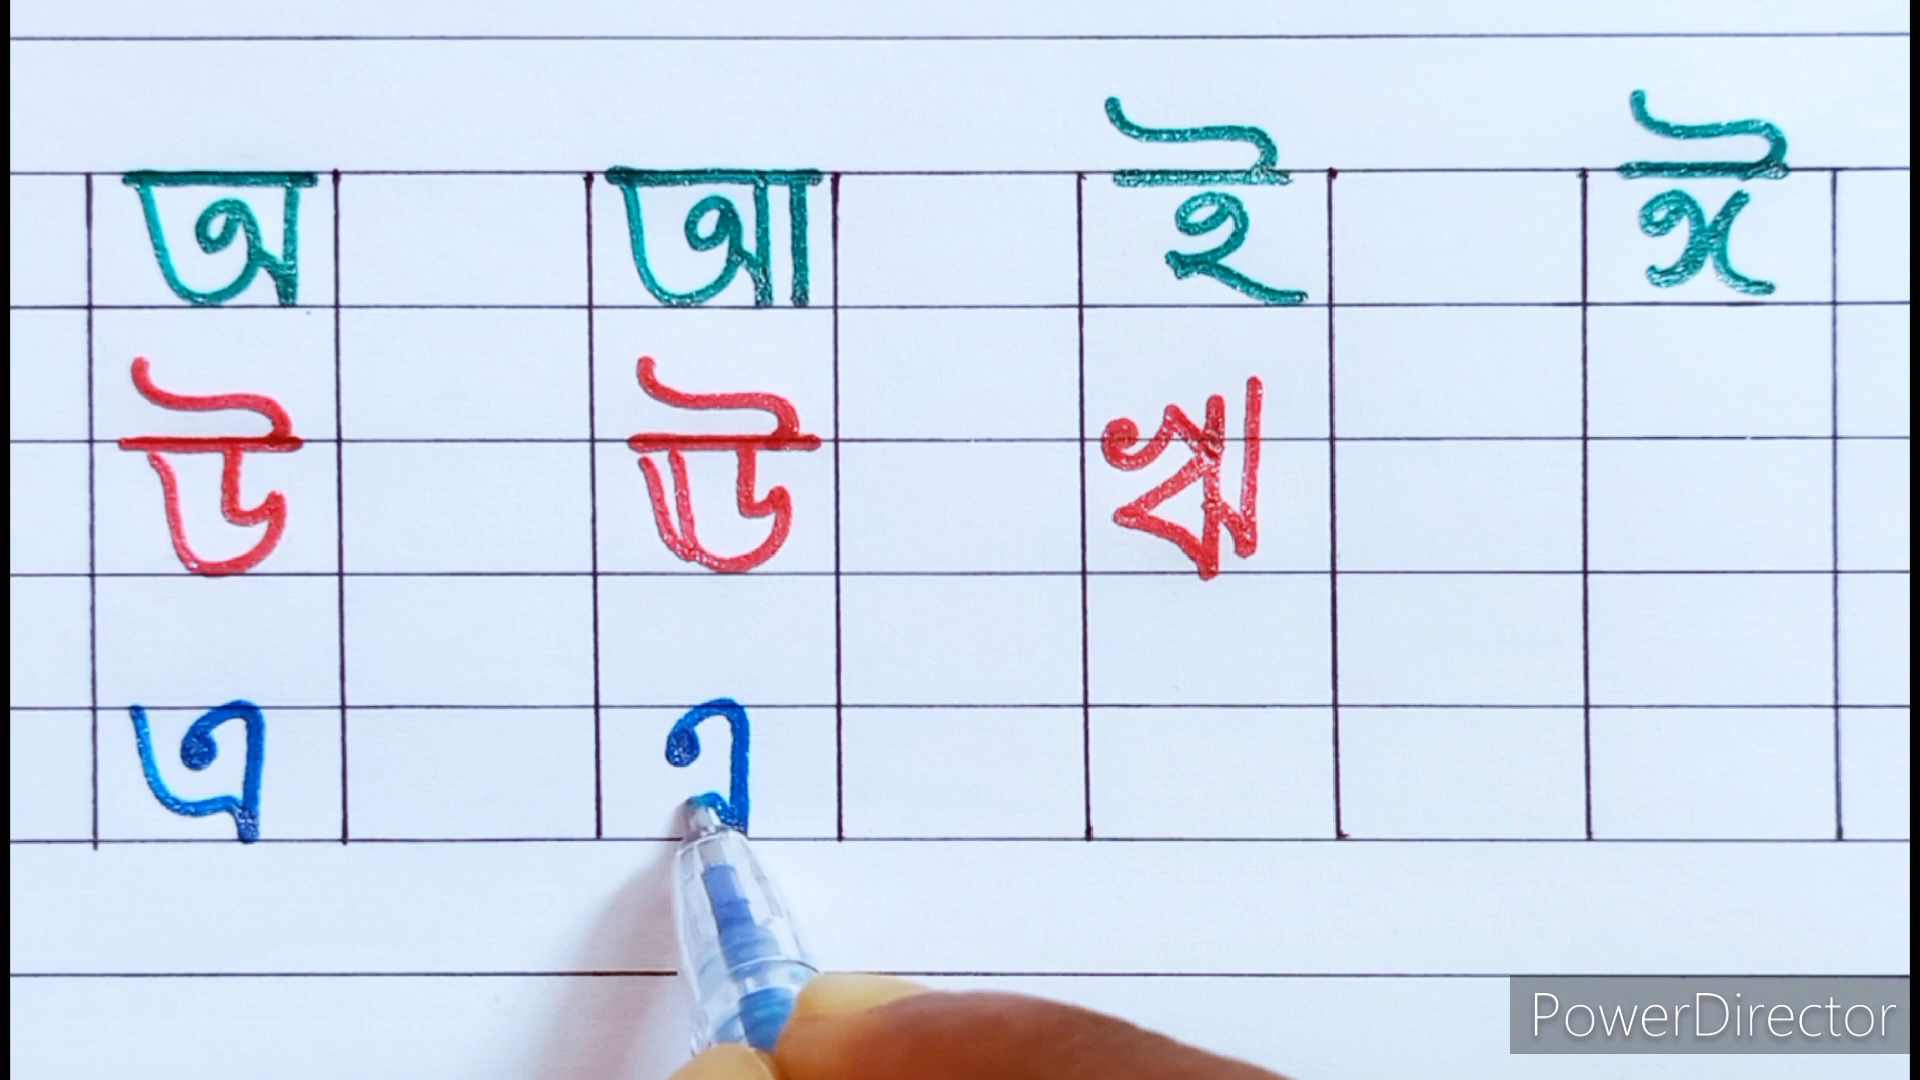 অ আ ই ঈ
উ ঊ ঋ
এ
PowerDirector